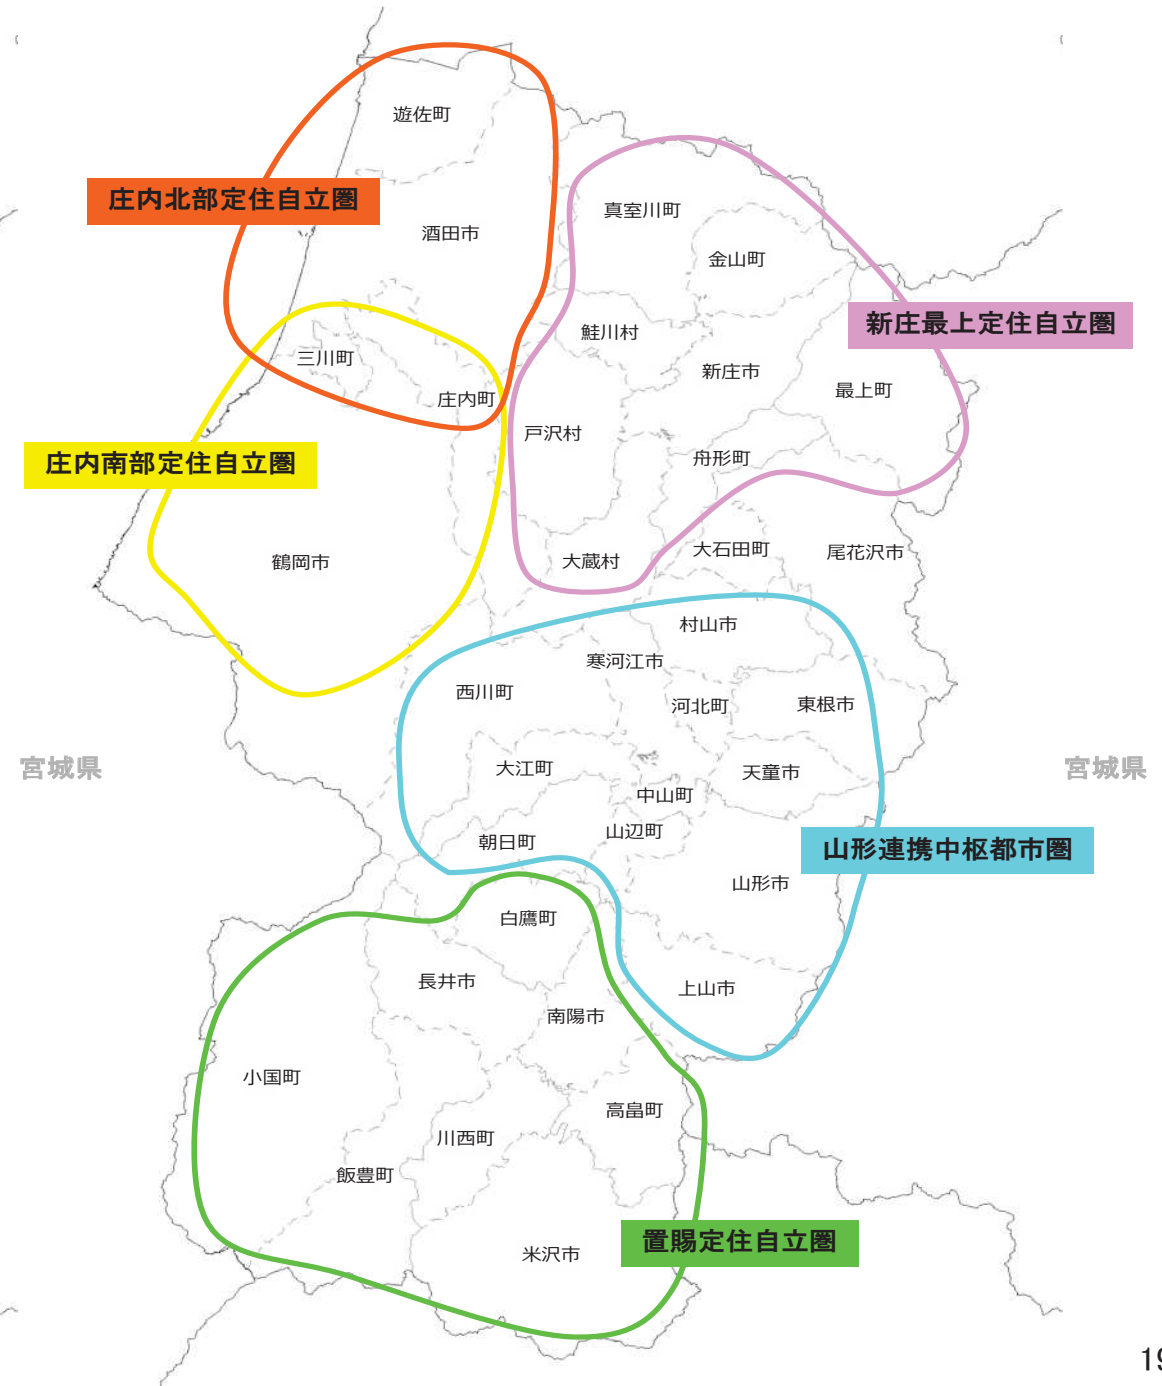 遊佐町
庄内北部定住自立圏
真室川町
酒田市
金山町
新庄最上定住自立圏
鮭川村
三川町
新庄市
最上町
庄内町
戸沢村
庄内南部定住自立圏
舟形町
大石田町
尾花沢市
鶴岡市
大蔵村
村山市
寒河江市
西川町
河北町
東根市
宮城県
大江町
天童市
宮城県
中山町
朝日町
山辺町
山形連携中枢都市圏
山形市
白鷹町
長井市
上山市
南陽市
小国町
高畠町
川西町
飯豊町
置賜定住自立圏
米沢市
19